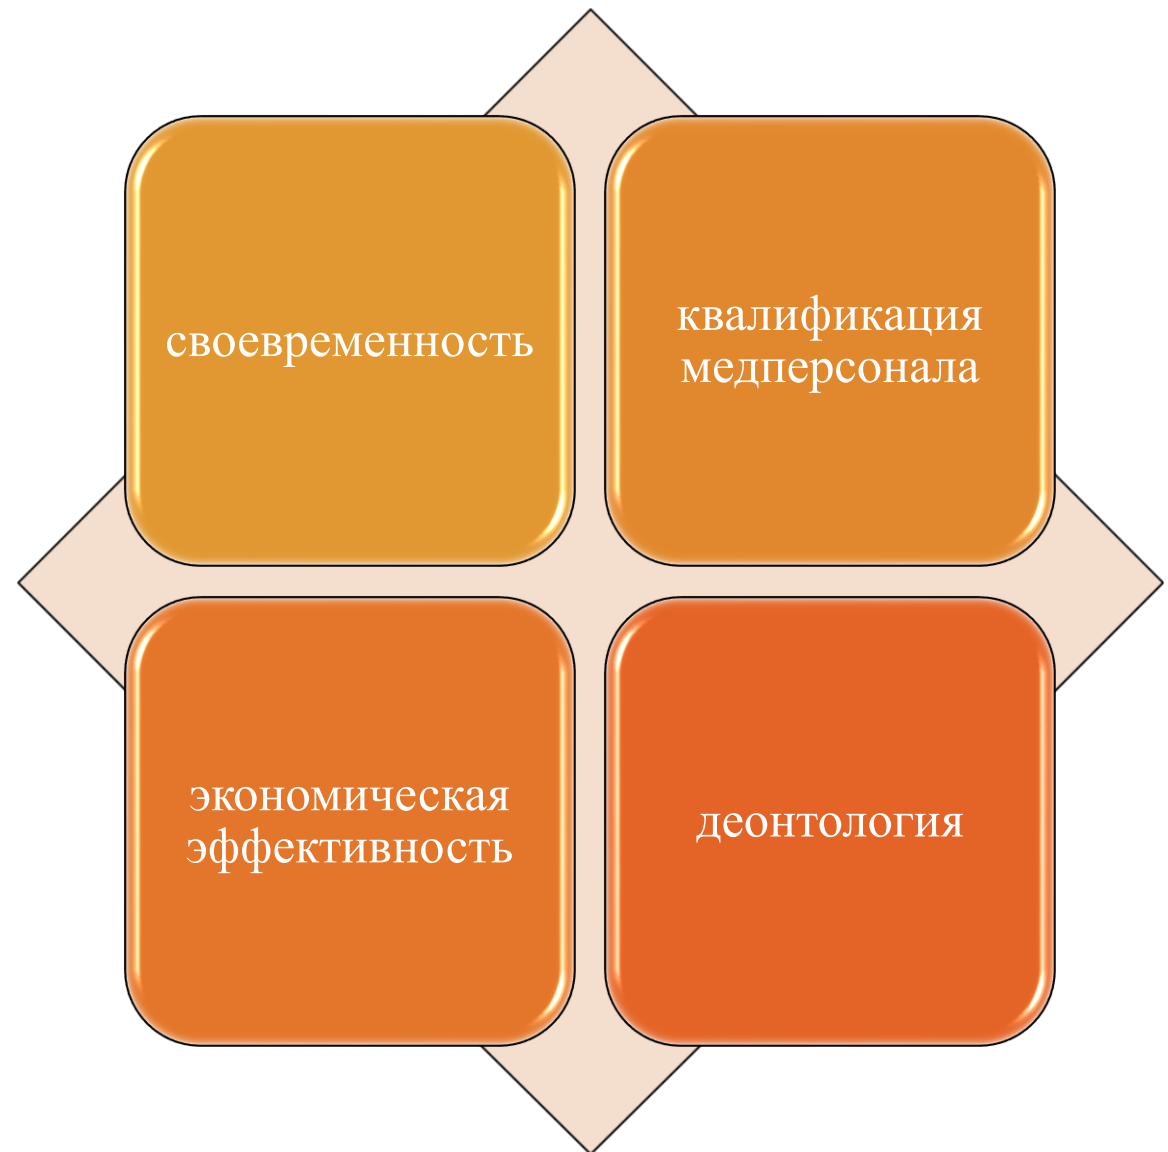 своевременность
квалификация
медперсонала
экономическая
эффективность
деонтология